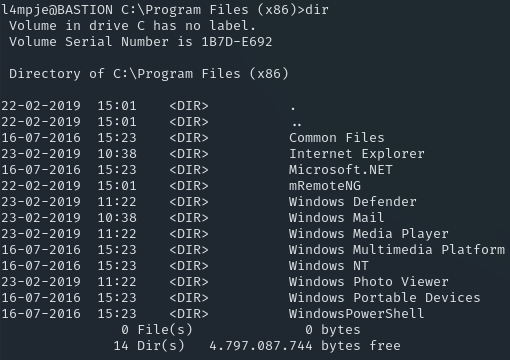 l4mpje@BASTION C:\Program Files (x86)>dir
 Volume in drive C has no label.
 Volume Serial Number is 1B7D-E692

 Directory of C:\Program Files (x86)

22-02-2019  15:01    <DIR>          .
22-02-2019  15:01    <DIR>          ..
16-07-2016  15:23    <DIR>          Common Files
23-02-2019  10:38    <DIR>          Internet Explorer
16-07-2016  15:23    <DIR>          Microsoft.NET
22-02-2019  15:01    <DIR>          mRemoteNG
23-02-2019  11:22    <DIR>          Windows Defender
23-02-2019  10:38    <DIR>          Windows Mail
23-02-2019  11:22    <DIR>          Windows Media Player
16-07-2016  15:23    <DIR>          Windows Multimedia Platform
16-07-2016  15:23    <DIR>          Windows NT
23-02-2019  11:22    <DIR>          Windows Photo Viewer
16-07-2016  15:23    <DIR>          Windows Portable Devices
16-07-2016  15:23    <DIR>          WindowsPowerShell
               0 File(s)              0 bytes
              14 Dir(s)   4.797.087.744 bytes free